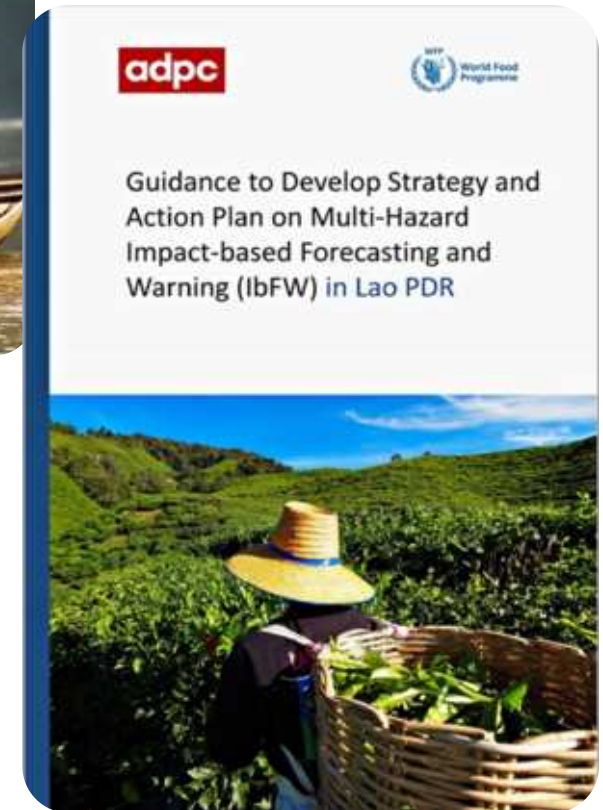 adpc
WFP
World Food
Programme
Guidance to Develop Strategy and
Action Plan on Multi-Hazard
Impact-based Forecasting and
Warning (IbFW) in Lao PDR